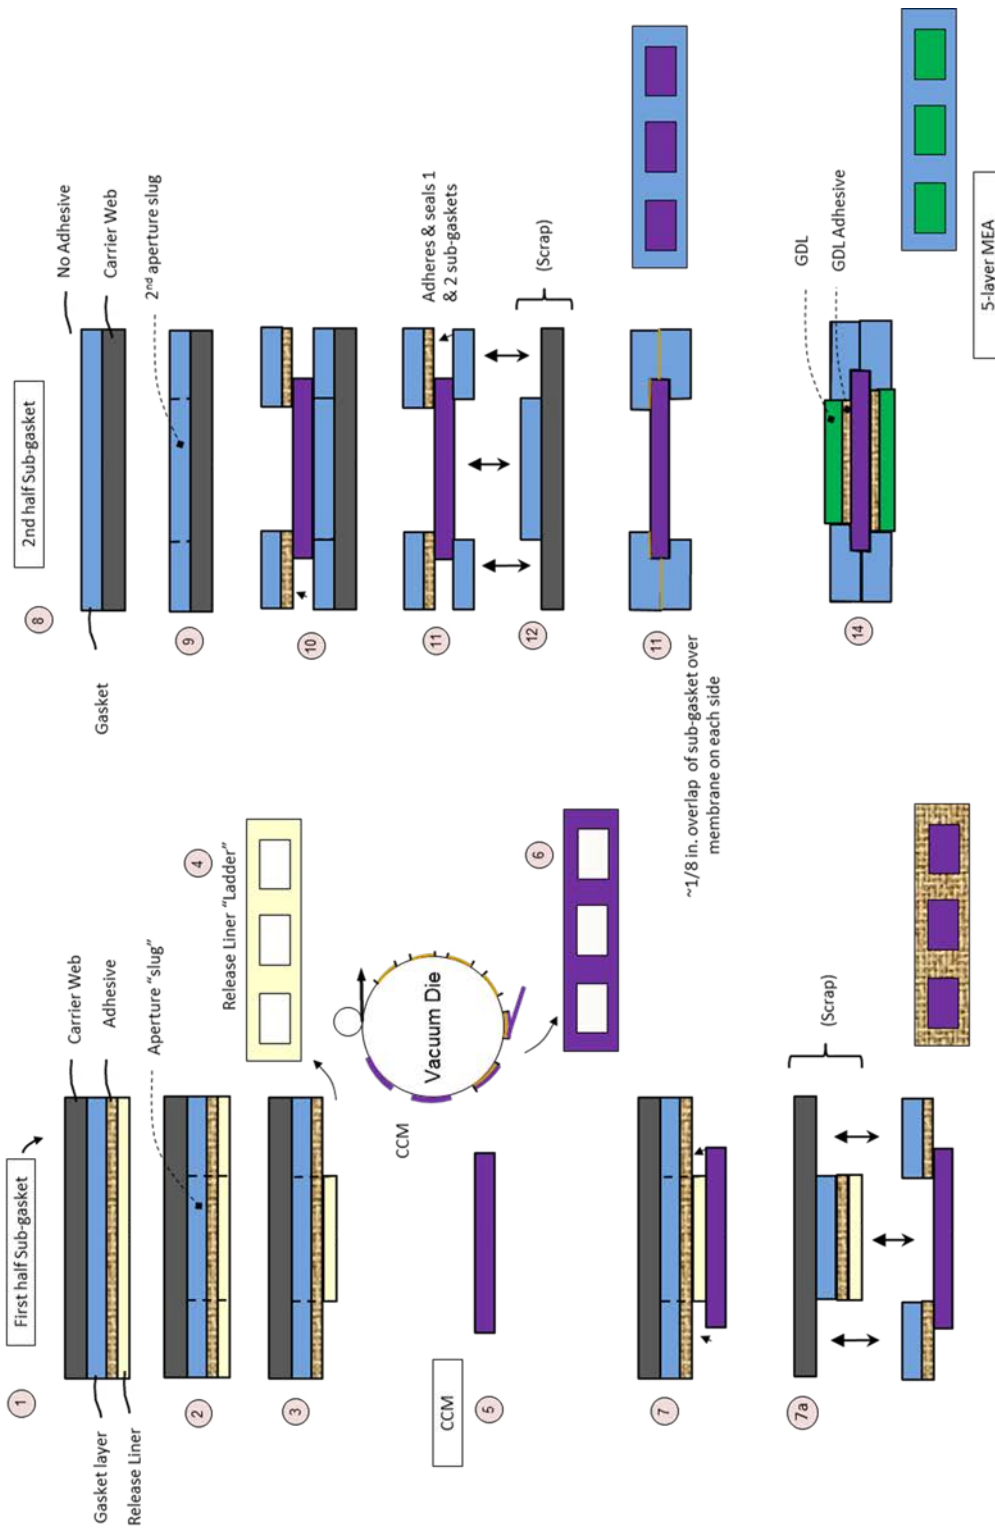 First half Sub-gasket
1
Carrier Web
Adhesive
Gasket layer
Release Liner
2
Aperture “slug”
3
4
Release Liner “Ladder”
CCM
5
CCM
Vacuum Die
6
7
7a
(Scrap)
2nd half Sub-gasket
8
No Adhesive
Carrier Web
Gasket
9
2nd aperture slug
10
11
Adheres & seals 1
& 2 sub-gaskets
12
(Scrap)
11
~1/8 in. overlap of sub-gasket over
membrane on each side
14
GDL
GDL Adhesive
5-layer MEA